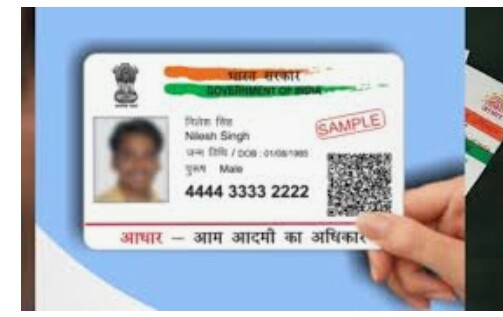 भारत सरकार
GOVERNMENT OF INDIA
नितेश सिंह
Nilesh Singh
SAMPLE
जन्म तिथि / DOB : 01/08/1985
पुरुष Male
4444 3333 2222
आधार – आम आदमी का अधिकार